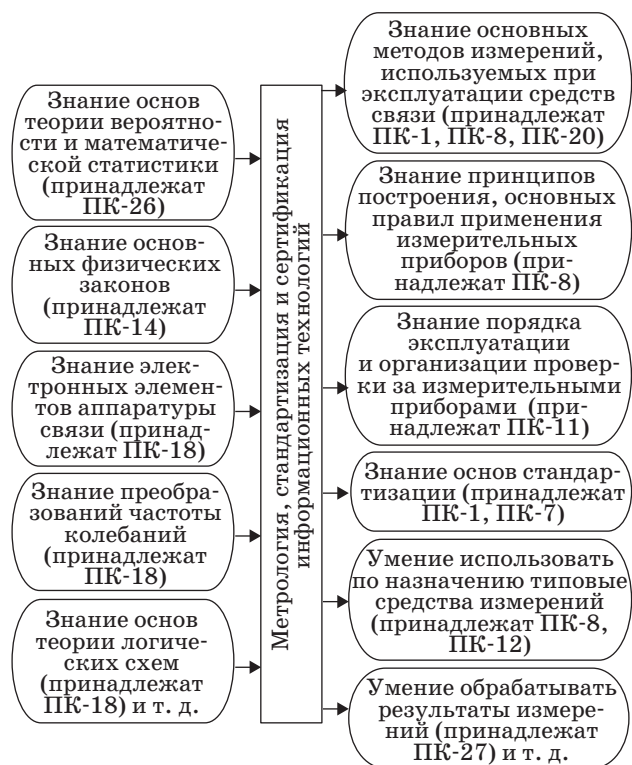 Знание основ
теории вероятно-
сти и математиче-
ской статистики
(принадлежат
ПК-26)
Знание основ-
ных физических
законов
(принадлежат
ПК-14)
Знание элек-
тронных элемен-
тов аппаратуры
связи (принад-
лежат ПК-18)
Знание преобра-
зований частоты
колебаний
(принадлежат
ПК-18)
Знание основ
теории логиче-
ских схем
(принадлежат
ПК-18) и т. д.
Метрология, стандартизация и сертификация
информационных технологий
Знание основных
методов измерений,
используемых при
эксплуатации средств
связи (принадлежат
ПК-1, ПК-8, ПК-20)
Знание принципов
построения, основных
правил применения
измерительных
приборов (при-
надлежат ПК-8)
Знание порядка
эксплуатации
и организации провер-
ки за измерительными
приборами (при-
надлежат ПК-11)
Знание основ стандар-
тизации (принадлежат
ПК-1, ПК-7)
Умение использовать
по назначению типовые
средства измерений
(принадлежат ПК-8,
ПК-12)
Умение обрабатывать
результаты измере-
ний (принадлежат
ПК-27) и т. д.